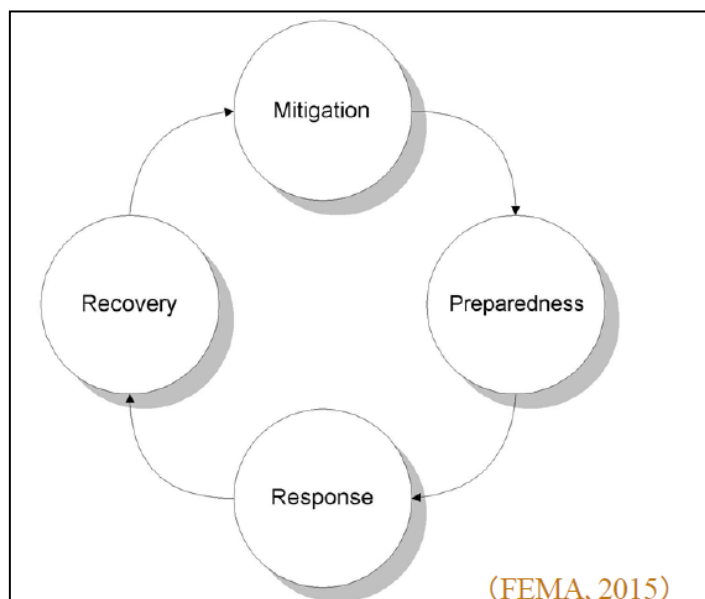 Mitigation
Recovery
Preparedness
Response
(FEMA, 2015)